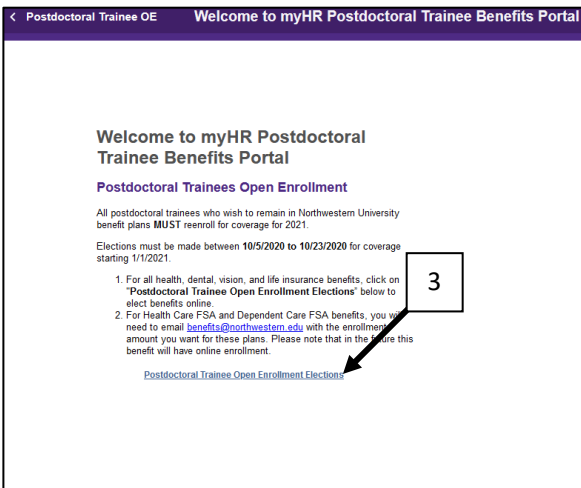 < Postdoctoral Trainee OE Welcome to myHR Postdoctoral Trainee Benefits Portal
Welcome to myHR Postdoctoral
Trainee Benefits Portal
Postdoctoral Trainees Open Enrollment
All postdoctoral trainees who wish to remain in Northwestern University
benefit plans MUST reenroll for coverage for 2021.
Elections must be made between 10/5/2020 to 10/23/2020 for coverage
starting 1/1/2021.
1. For all health, dental, vision, and life insurance benefits, click on
"Postdoctoral Trainee Open Enrollment Elections" below to
elect benefits online.
2. For Health Care FSA and Dependent Care FSA benefits, you will
need to email benefits@northwestern.edu with the enrollment
amount you want for these plans. Please note that in the future this
benefit will have online enrollment.
Postdoctoral Trainee Open Enrollment Elections
3